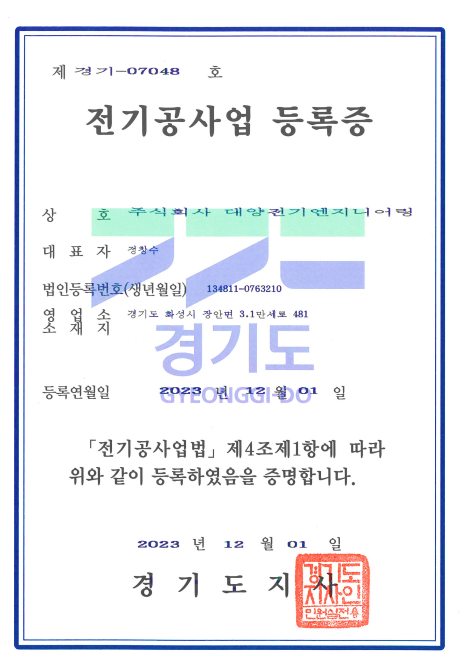 제 경기-07048 호
전기공사업 등록증
상 호 주식회사 대양전기엔지니어링
대 표 자 정창수
법인등록번호(생년월일) 134811-0763210
영 업 소
소 재 지 경기도 화성시 장안면 3.1만세로 481
경기도
GYEONGGI-DO
등록연월일 2023 년 12 월 01 일
「전기공사업법」 제4조제1항에 따라
위와 같이 등록하였음을 증명합니다.
2023 년 12 월 01 일
경 기 도 지 사
경기도
지사인
민원실전용